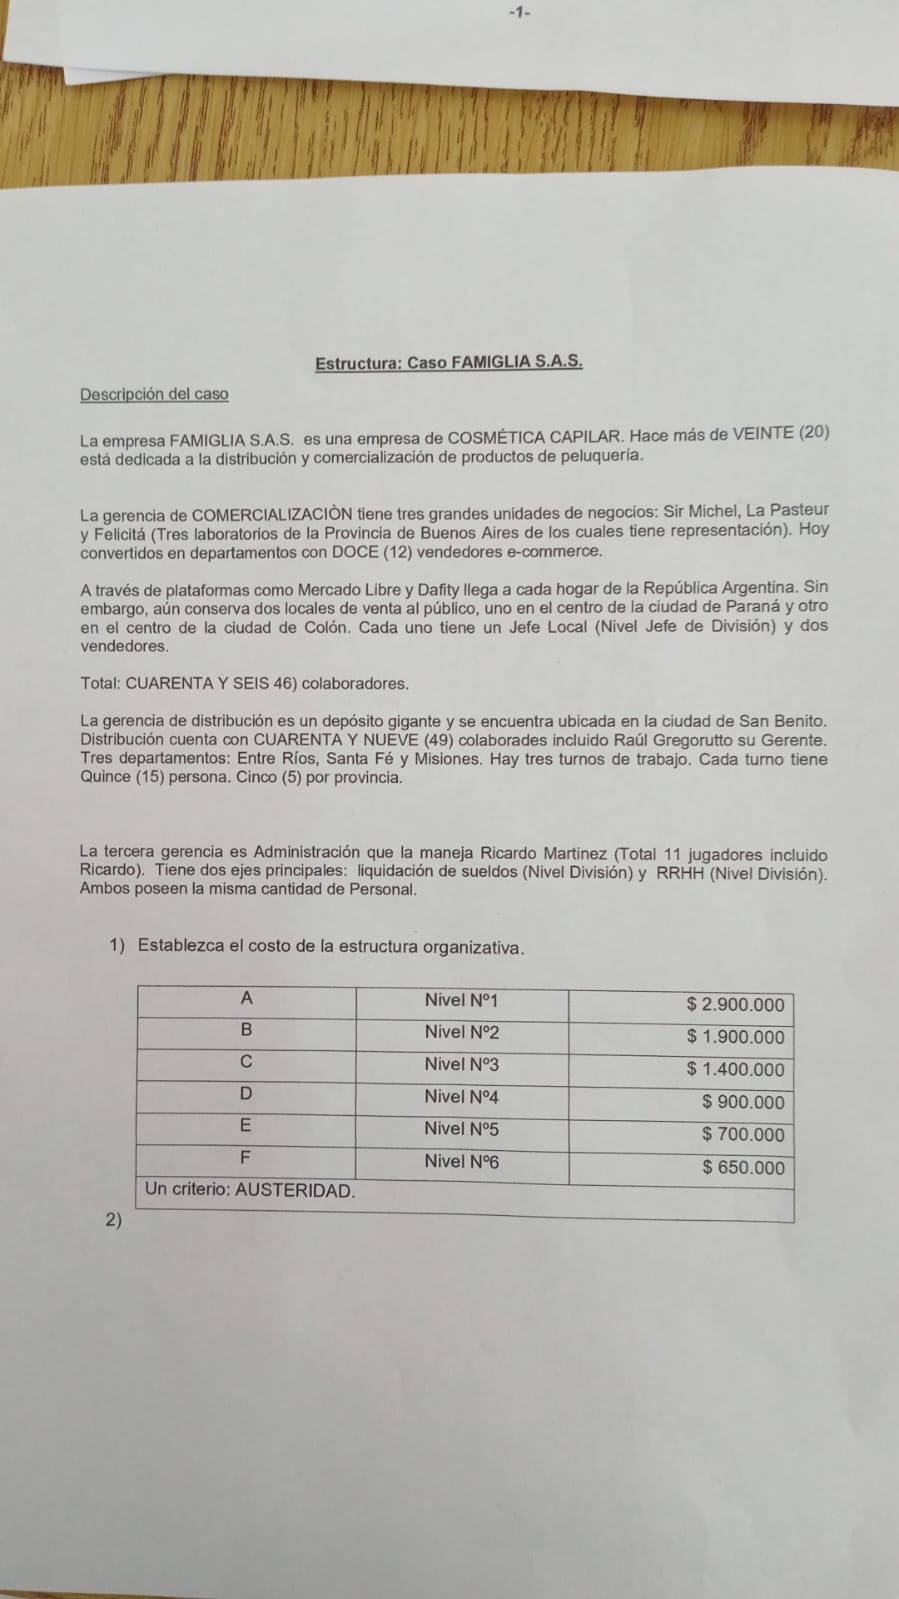 -1-
Estructura: Caso FAMIGLIA S.A.S.
Descripción del caso
La empresa FAMIGLIA S.A.S. es una empresa de COSMÉTICA CAPILAR. Hace más de VEINTE (20)
está dedicada a la distribución y comercialización de productos de peluquería.
La gerencia de COMERCIALIZACIÒN tiene tres grandes unidades de negocios: Sir Michel, La Pasteur
y Felicitá (Tres laboratorios de la Provincia de Buenos Aires de los cuales tiene representación). Hoy
convertidos en departamentos con DOCE (12) vendedores e-commerce.
A través de plataformas como Mercado Libre y Dafity llega a cada hogar de la República Argentina. Sin
embargo, aún conserva dos locales de venta al público, uno en el centro de la ciudad de Paraná y otro
en el centro de la ciudad de Colón. Cada uno tiene un Jefe Local (Nivel Jefe de División) y dos
vendedores.
Total: CUARENTA Y SEIS 46) colaboradores.
La gerencia de distribución es un depósito gigante y se encuentra ubicada en la ciudad de San Benito.
Distribución cuenta con CUARENTA Y NUEVE (49) colaborades incluido Raúl Gregorutto su Gerente.
Tres departamentos: Entre Ríos, Santa Fé y Misiones. Hay tres turnos de trabajo. Cada turno tiene
Quince (15) persona. Cinco (5) por provincia.
La tercera gerencia es Administración que la maneja Ricardo Martinez (Total 11 jugadores incluido
Ricardo). Tiene dos ejes principales: liquidación de sueldos (Nivel División) y RRHH (Nivel División).
Ambos poseen la misma cantidad de Personal.
1) Establezca el costo de la estructura organizativa.
A Nivel Nº1 $ 2.900.000
B Nivel Nº2 $ 1.900.000
C Nivel Nº3 $ 1.400.000
D Nivel Nº4 $ 900.000
E Nivel Nº5 $ 700.000
F Nivel Nº6 $ 650.000
Un criterio: AUSTERIDAD.
2)